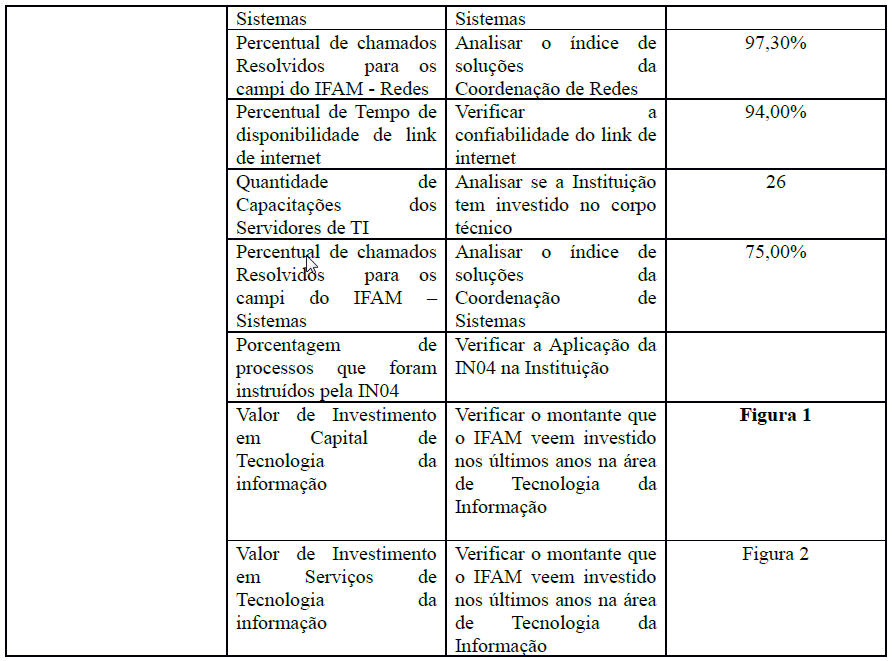 Sistemas
Sistemas
Percentual de chamados
Resolvidos para os
campi do IFAM - Redes
Analisar o índice de
soluções da
Coordenação de Redes
97,30%
Percentual de Tempo de
disponibilidade de link
de internet
Verificar a
confiabilidade do link de
internet
94,00%
Quantidade de
Capacitações dos
Servidores de TI
Analisar se a Instituição
tem investido no corpo
técnico
26
Percentual de chamados
Resolvidos para os
campi do IFAM –
Sistemas
Analisar o índice de
soluções da
Coordenação de
Sistemas
75,00%
Porcentagem de
processos que foram
instruídos pela IN04
Verificar a Aplicação da
IN04 na Instituição
Valor de Investimento
em Capital de
Tecnologia da
informação
Verificar o montante que
o IFAM veem investido
nos últimos anos na área
de Tecnologia da
Informação
Figura 1
Valor de Investimento
em Serviços de
Tecnologia da
informação
Verificar o montante que
o IFAM veem investido
nos últimos anos na área
de Tecnologia da
Informação
Figura 2